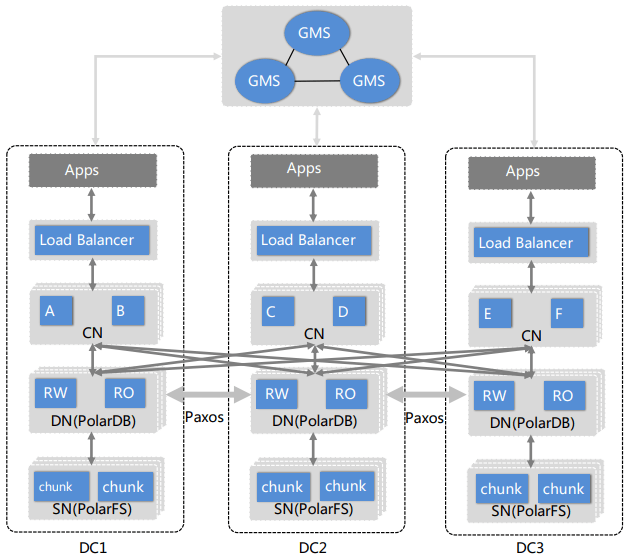 GMS
GMS
GMS
Apps
Apps
Apps
Load Balancer
Load Balancer
Load Balancer
A
B
CN
C
D
CN
E
F
CN
RW
RO
DN(PolarDB)
Paxos
RW
RO
DN(PolarDB)
Paxos
RW
RO
DN(PolarDB)
chunk
chunk
SN(PolarFS)
chunk
chunk
SN(PolarFS)
chunk
chunk
SN(PolarFS)
DC1
DC2
DC3